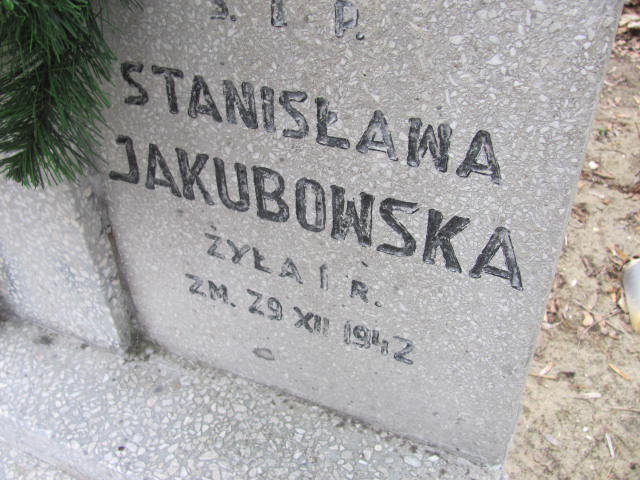 Ś. † P.
STANISŁAWA
JAKUBOWSKA
ŻYŁA 1 R.
ZM. 29 XII 1942